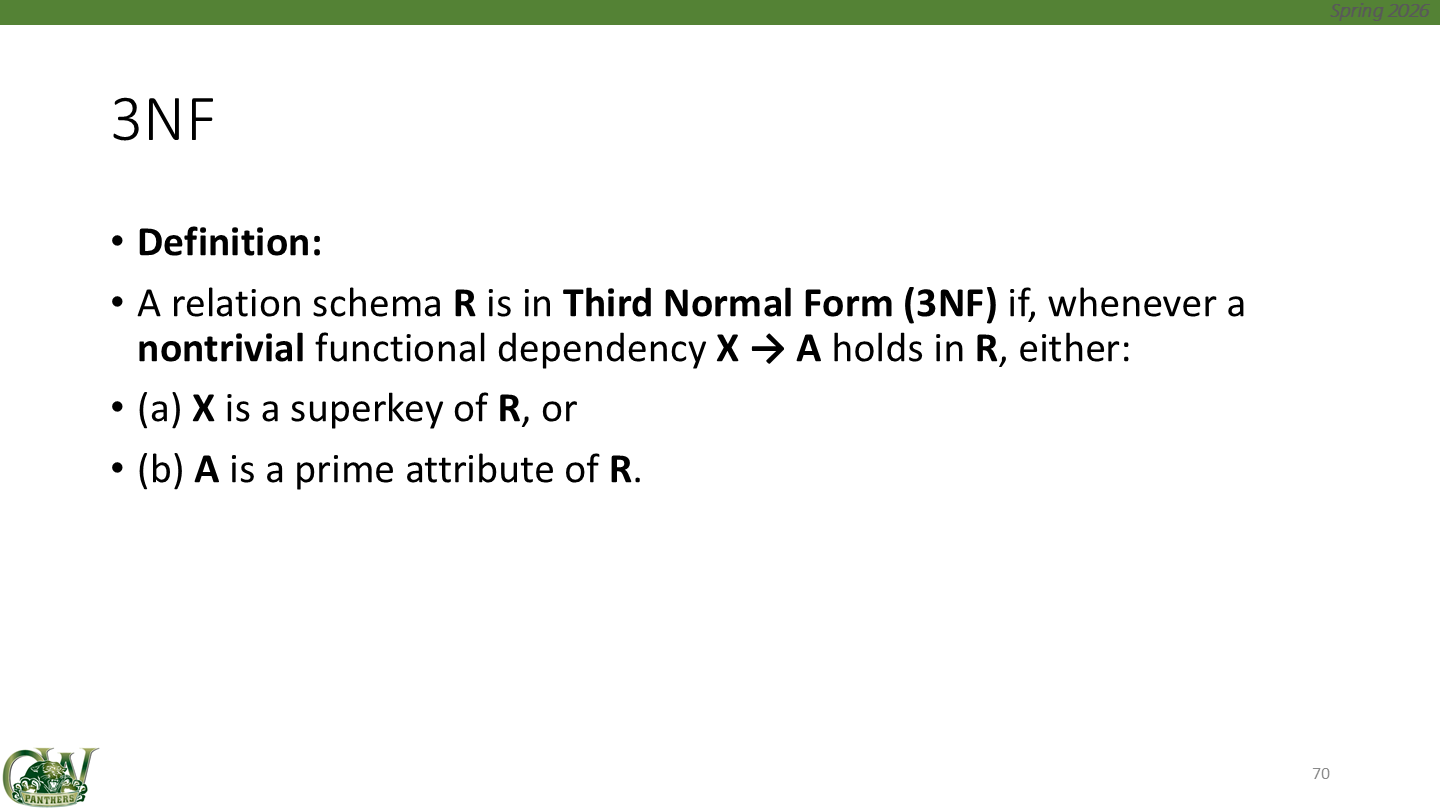 Spring 2026
3NF
• Definition:
• A relation schema R is in Third Normal Form (3NF) if, whenever a
nontrivial functional dependency X → A holds in R, either:
• (a) X is a superkey of R, or
• (b) A is a prime attribute of R.
OW
PANTHERS
70